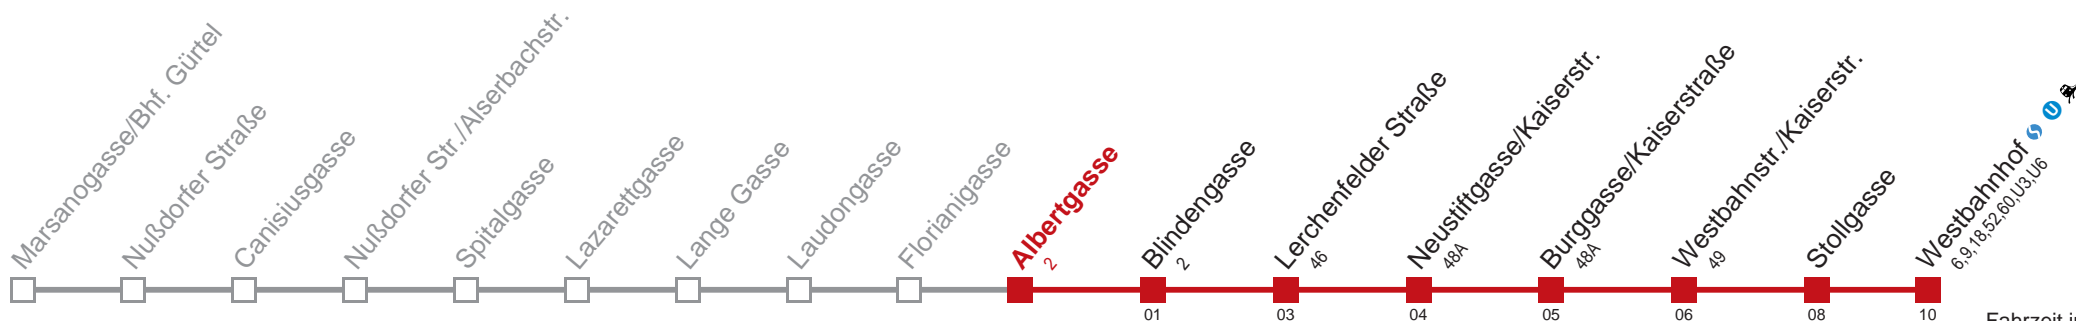 Marsanogasse/Bhf. Gürtel
Nußdorfer Straße
Canisiusgasse
Nußdorfer Str./Alserbachstr.
Spitalgasse
Lazarettgasse
Lange Gasse
Laudongasse
Florianigasse
Albertgasse
2
Blindengasse
2
Lerchenfelder Straße
46
Neustiftgasse/Kaiserstr.
48A
Burggasse/Kaiserstraße
48A
Westbahnstr./Kaiserstr.
49
Stollgasse
Westbahnhof S U
6,9,18,52,60,U3,U6
01 03 04 05 06 08 10
Fahrzeit